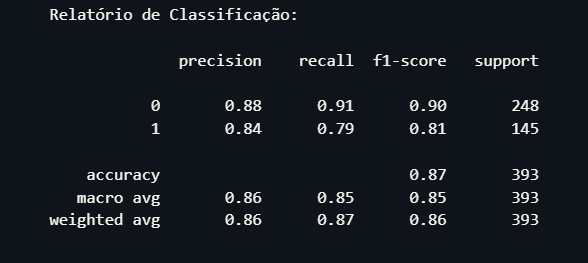 Relatório de Classificação:
precision recall f1-score support
0 0.88 0.91 0.90 248
1 0.84 0.79 0.81 145
accuracy 0.87 393
macro avg 0.86 0.85 0.85 393
weighted avg 0.86 0.87 0.86 393